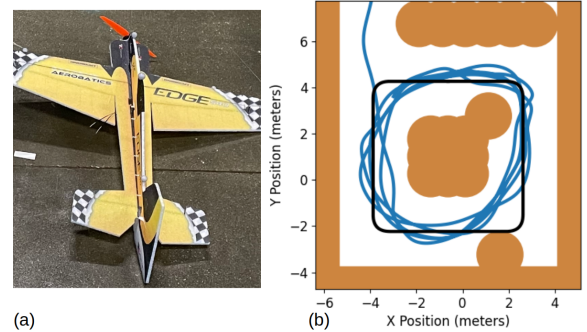 AEROBATICS
EDGE
6
4
2
0
−2
−4
Y Position (meters)
−6 −4 −2 0 2 4
X Position (meters)
(a)
(b)